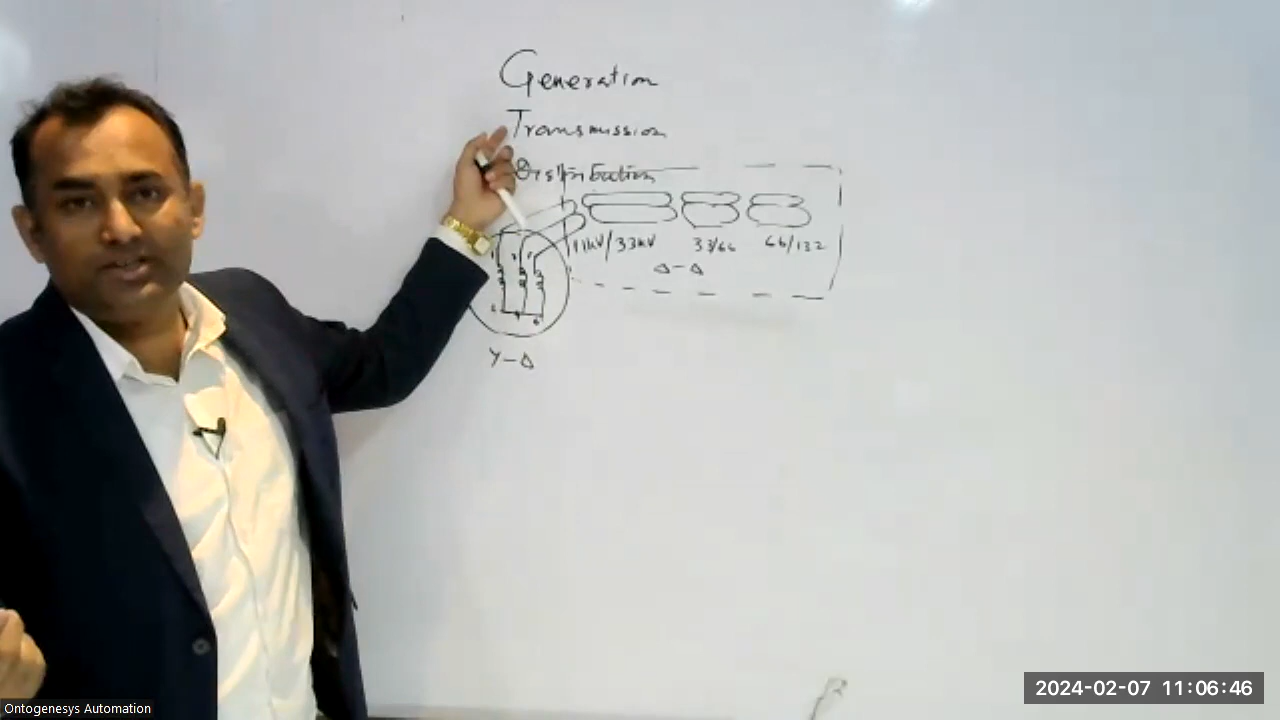 Generation
Transmission
Distribution
11kV/33kV 33/66 66/132
Δ-Δ
Y-Δ
Ontogenesys Automation
2024-02-07 11:06:46